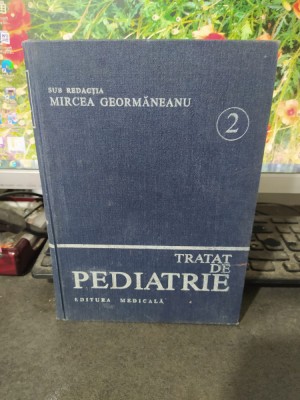 SUB REDACȚIA
MIRCEA GEORMĂNEANU
2
TRATAT
DE
PEDIATRIE
EDITURA MEDICALĂ